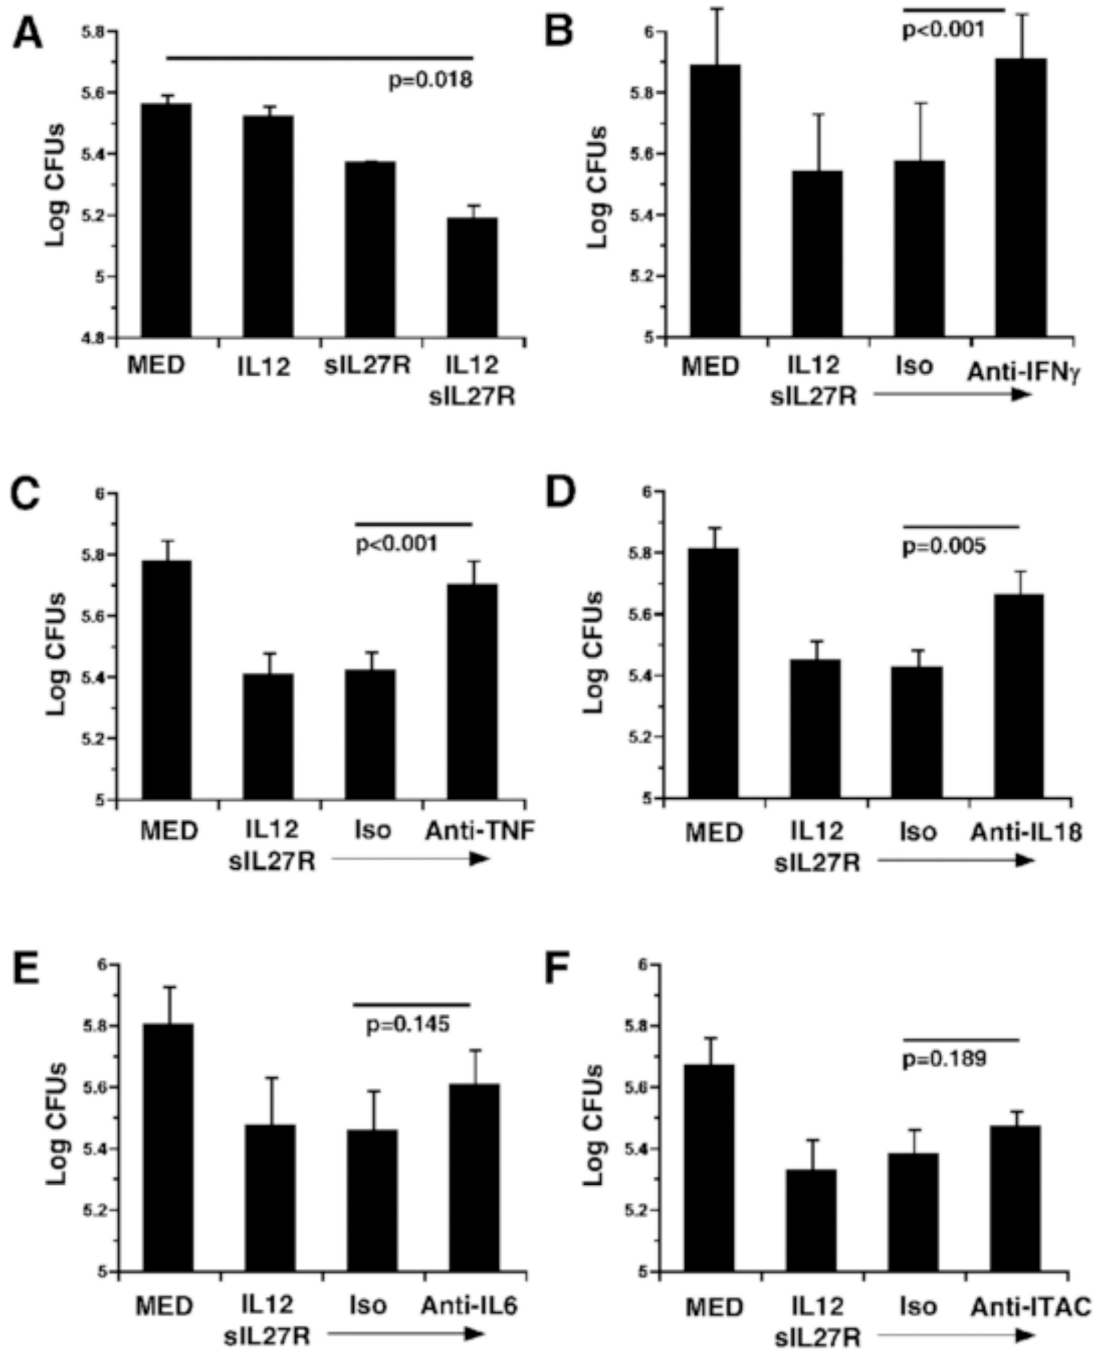 A
5.8
5.6
5.4
5.2
5
4.8
Log CFUs
p=0.018
MED
IL12
sIL27R
IL12
sIL27R
B
6
5.8
5.6
5.4
5.2
5
Log CFUs
p<0.001
MED
IL12
sIL27R
Iso
Anti-IFNγ
C
6
5.8
5.6
5.4
5.2
5
Log CFUs
p<0.001
MED
IL12
sIL27R
Iso
Anti-TNF
D
6
5.8
5.6
5.4
5.2
5
Log CFUs
p=0.005
MED
IL12
sIL27R
Iso
Anti-IL18
E
6
5.8
5.6
5.4
5.2
5
Log CFUs
p=0.145
MED
IL12
sIL27R
Iso
Anti-IL6
F
6
5.8
5.6
5.4
5.2
5
Log CFUs
p=0.189
MED
IL12
sIL27R
Iso
Anti-ITAC